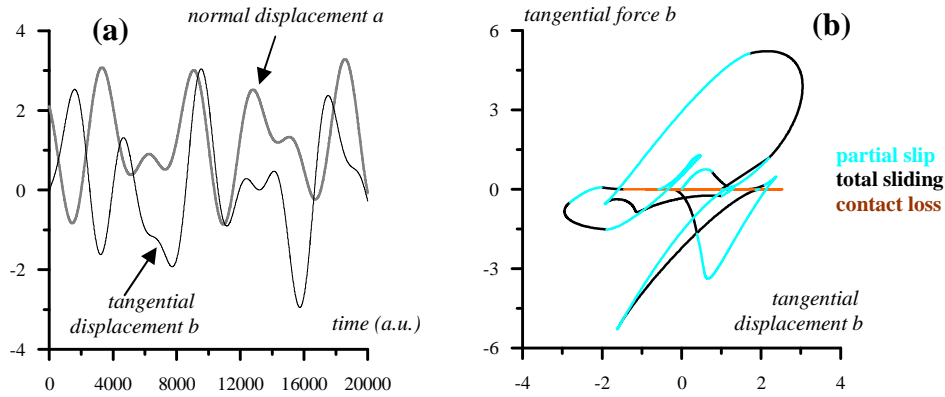 (a)
normal displacement a
4
2
0
-2
-4
tangential
displacement b
time (a.u.)
0 4000 8000 12000 16000 20000
tangential force b
(b)
6
3
0
-3
-6
partial slip
total sliding
contact loss
tangential
displacement b
-4 -2 0 2 4